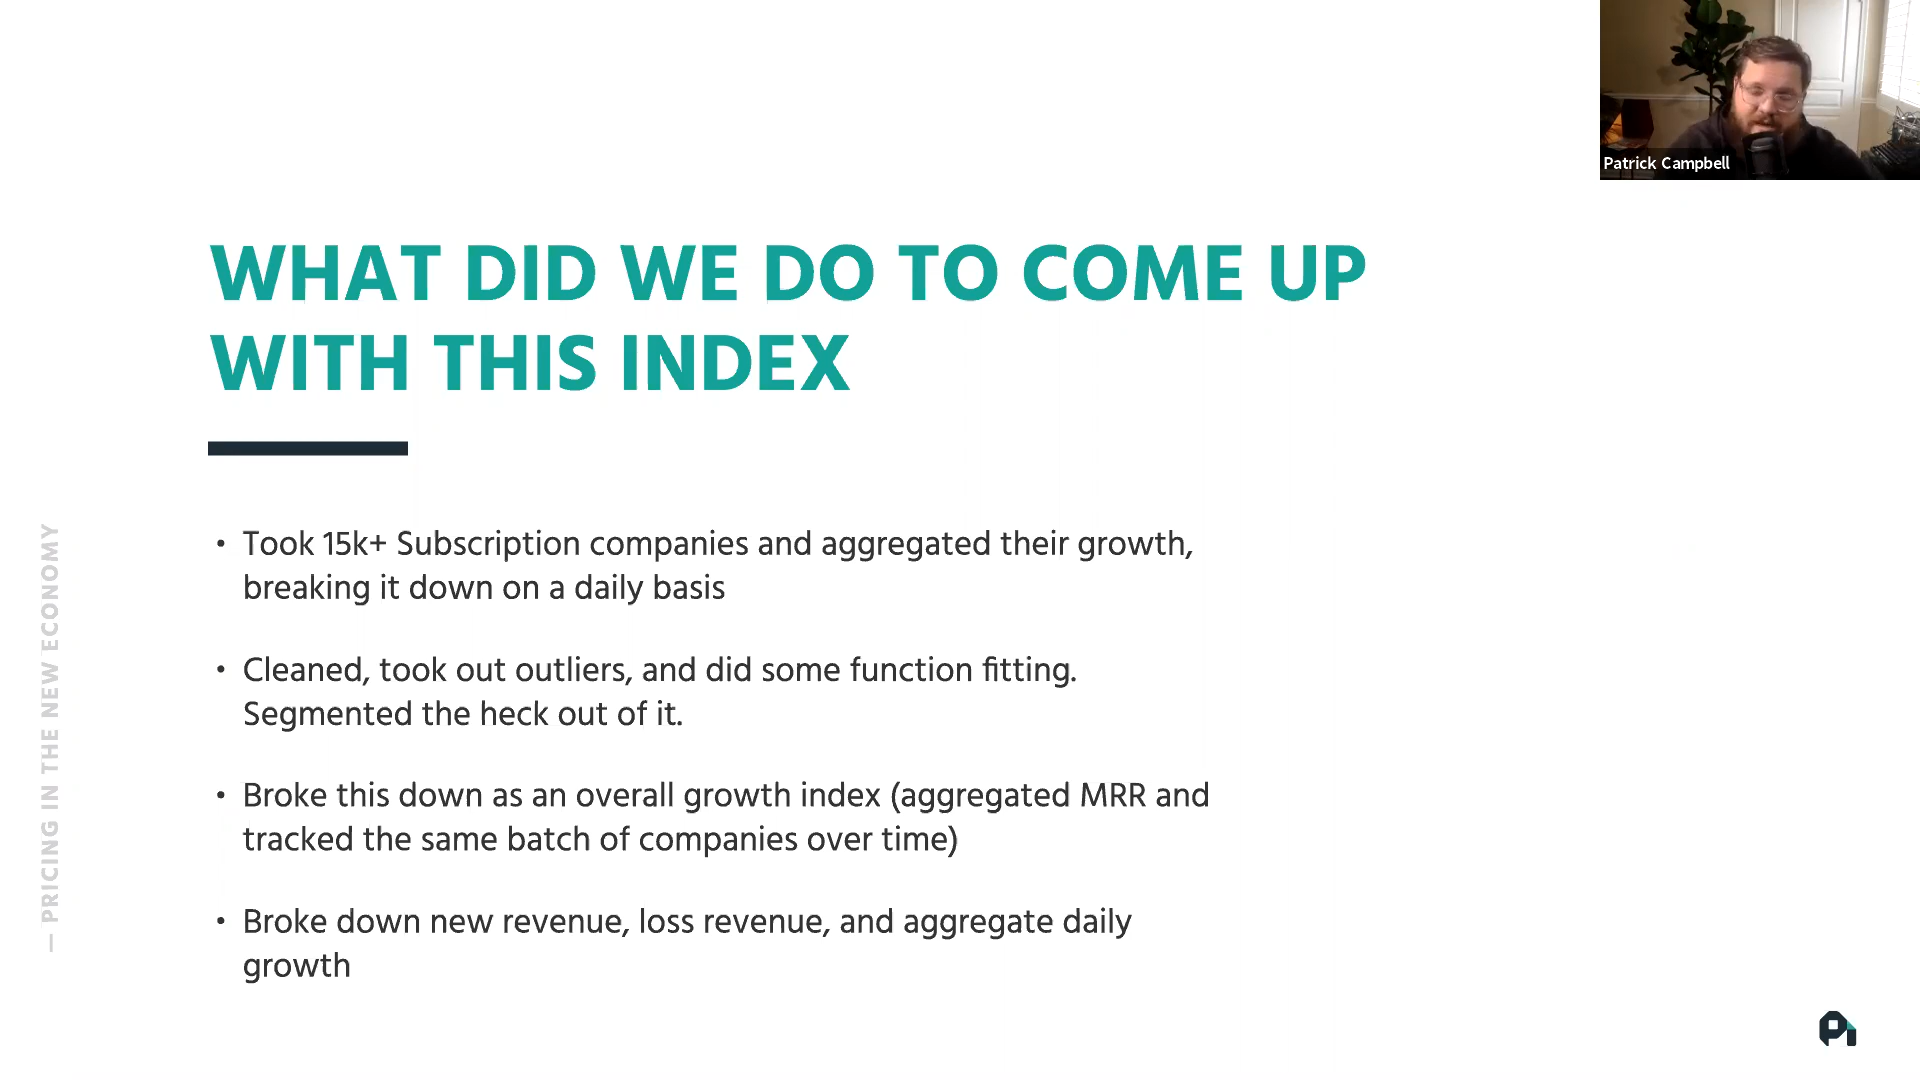 Patrick Campbell
WHAT DID WE DO TO COME UP
WITH THIS INDEX
• Took 15k+ Subscription companies and aggregated their growth,
breaking it down on a daily basis
• Cleaned, took out outliers, and did some function fitting.
Segmented the heck out of it.
• Broke this down as an overall growth index (aggregated MRR and
tracked the same batch of companies over time)
• Broke down new revenue, loss revenue, and aggregate daily
growth
— PRICING IN THE NEW ECONOMY